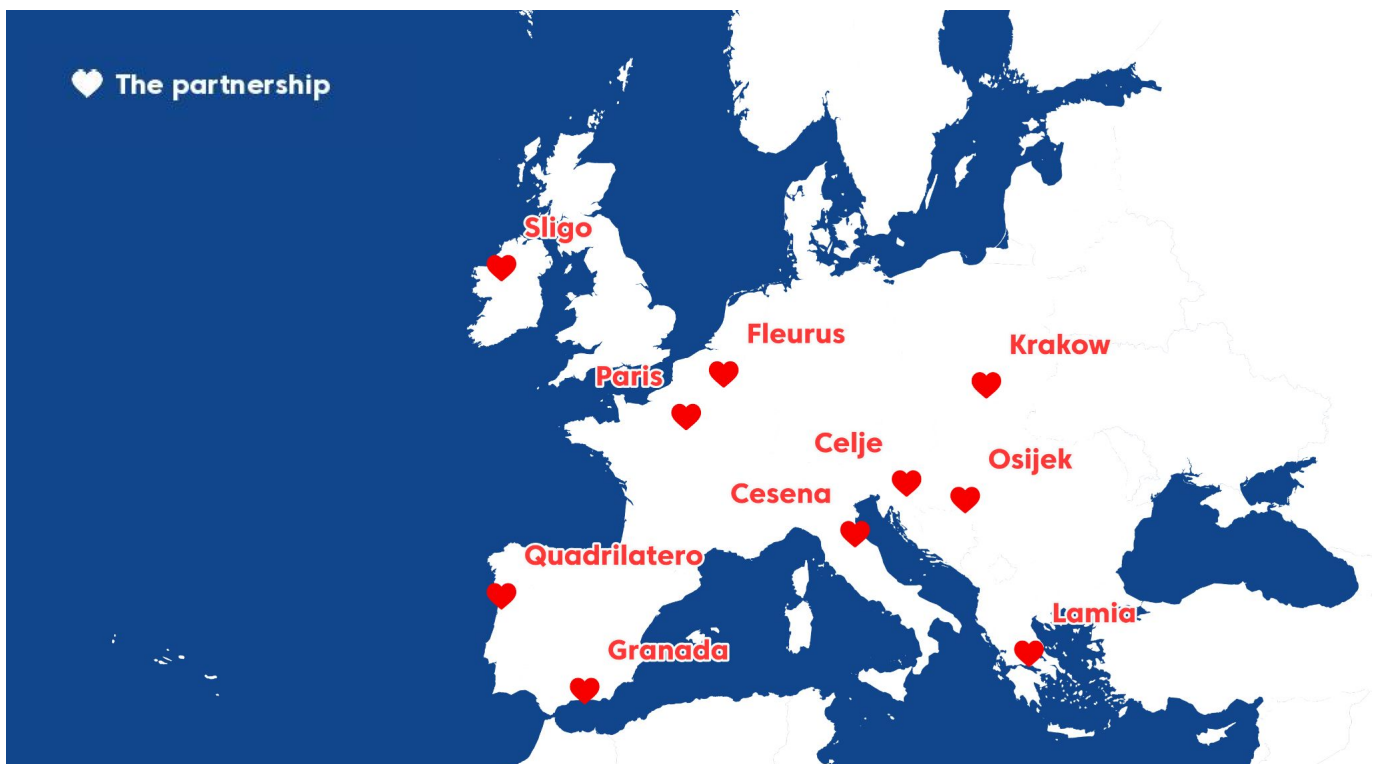 The partnership
Sligo
Fleurus
Krakow
Paris
Celje
Osijek
Cesena
Quadrilatero
Lamia
Granada